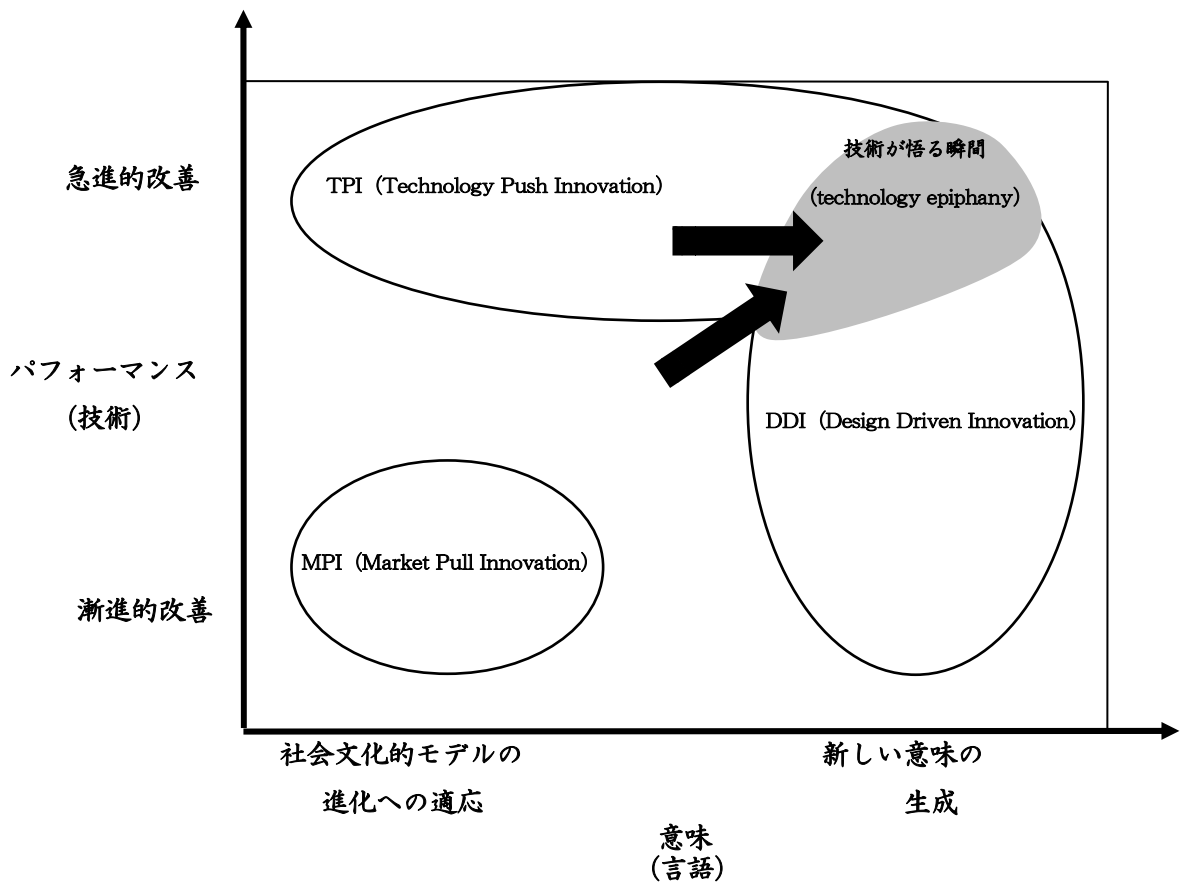 技術が悟る瞬間
急進的改善
TPI（Technology Push Innovation）
（technology epiphany）
パフォーマンス
（技術）
DDI（Design Driven Innovation）
MPI（Market Pull Innovation）
漸進的改善
社会文化的モデルの
進化への適応
新しい意味の
生成
意味
（言語）